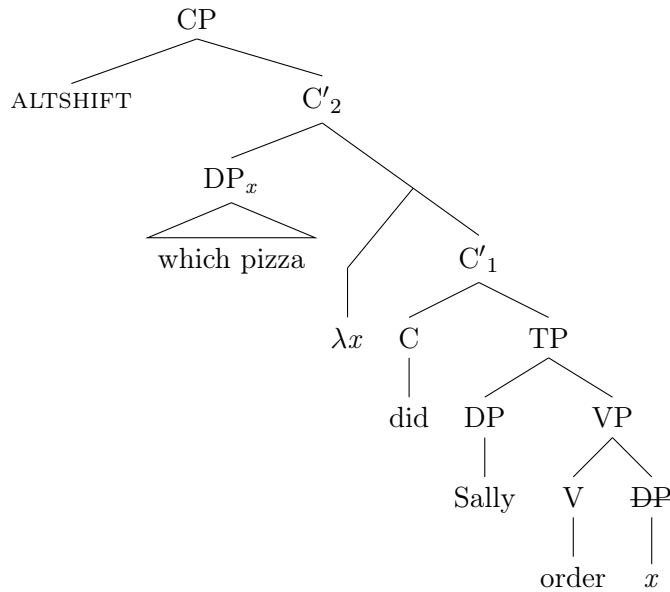 CP
ALTSHIFT C′₂
DPₓ
which pizza C′₁
λx C TP
did DP VP
Sally V DP
order x